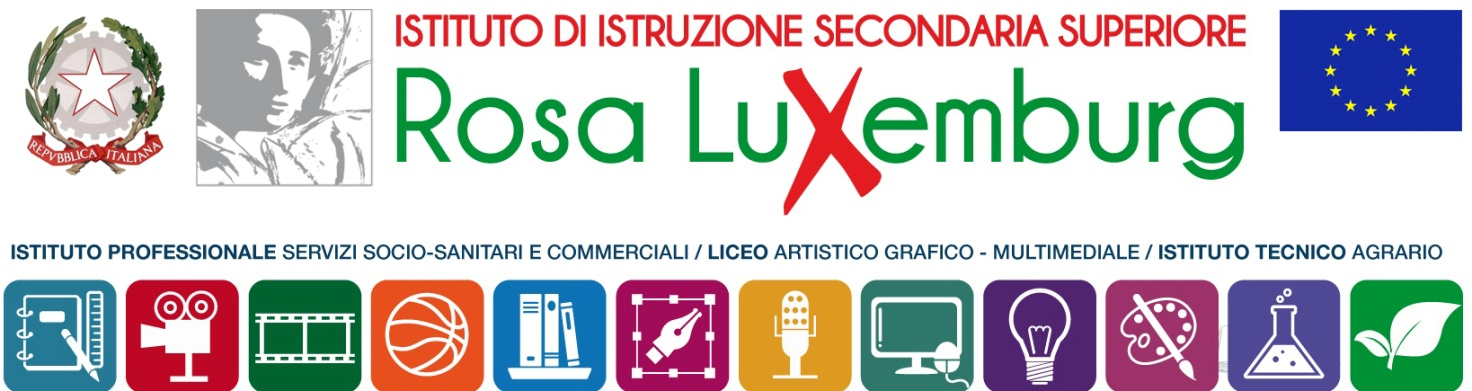 ISTITUTO DI ISTRUZIONE SECONDARIA SUPERIORE
Rosa LuXemburg
REPVBBLICA ITALIANA
ISTITUTO PROFESSIONALE SERVIZI SOCIO-SANITARI E COMMERCIALI / LICEO ARTISTICO GRAFICO - MULTIMEDIALE / ISTITUTO TECNICO AGRARIO